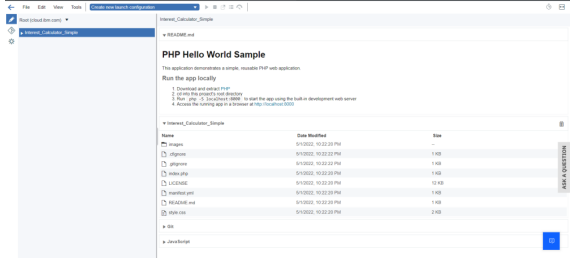 File Edit View Tools Create new launch configuration
Root (cloud.ibm.com)
Interest_Calculator_Simple
Interest_Calculator_Simple
README.md
PHP Hello World Sample
This application demonstrates a simple, reusable PHP web application.
Run the app locally
1. Download and extract PHP
2. cd into this project's root directory
3. Run php -S localhost:8000 to start the app using the built-in development web server
4. Access the running app in a browser at http://localhost:8000
Interest_Calculator_Simple
Name Date Modified Size
images 5/1/2022, 10:22:20 PM --
.cfignore 5/1/2022, 10:22:20 PM 1 KB
.gitignore 5/1/2022, 10:22:20 PM 1 KB
index.php 5/1/2022, 10:22:20 PM 1 KB
LICENSE 5/1/2022, 10:22:20 PM 12 KB
manifest.yml 5/1/2022, 10:22:20 PM 1 KB
README.md 5/1/2022, 10:22:20 PM 1 KB
style.css 5/1/2022, 10:22:20 PM 2 KB
Git
JavaScript
ASK A QUESTION